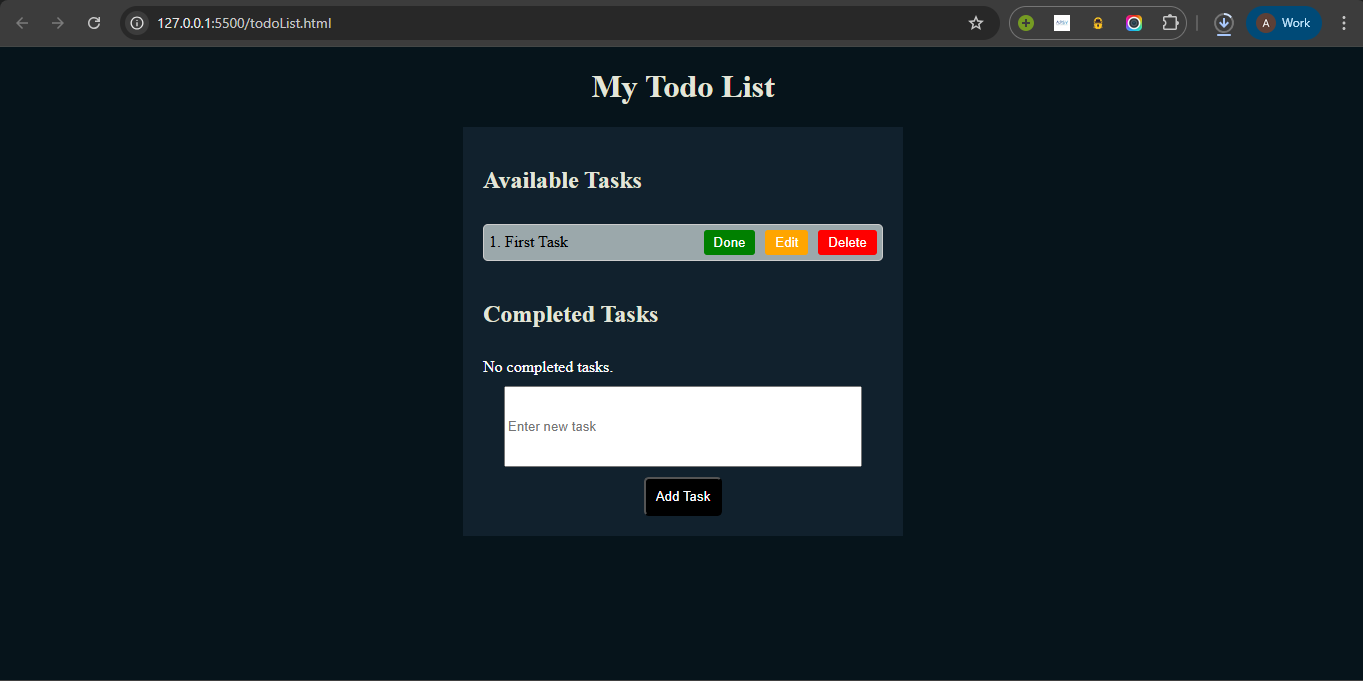 127.0.0.1:5500/todoList.html
A Work
My Todo List
Available Tasks
1. First Task Done Edit Delete
Completed Tasks
No completed tasks.
Enter new task
Add Task